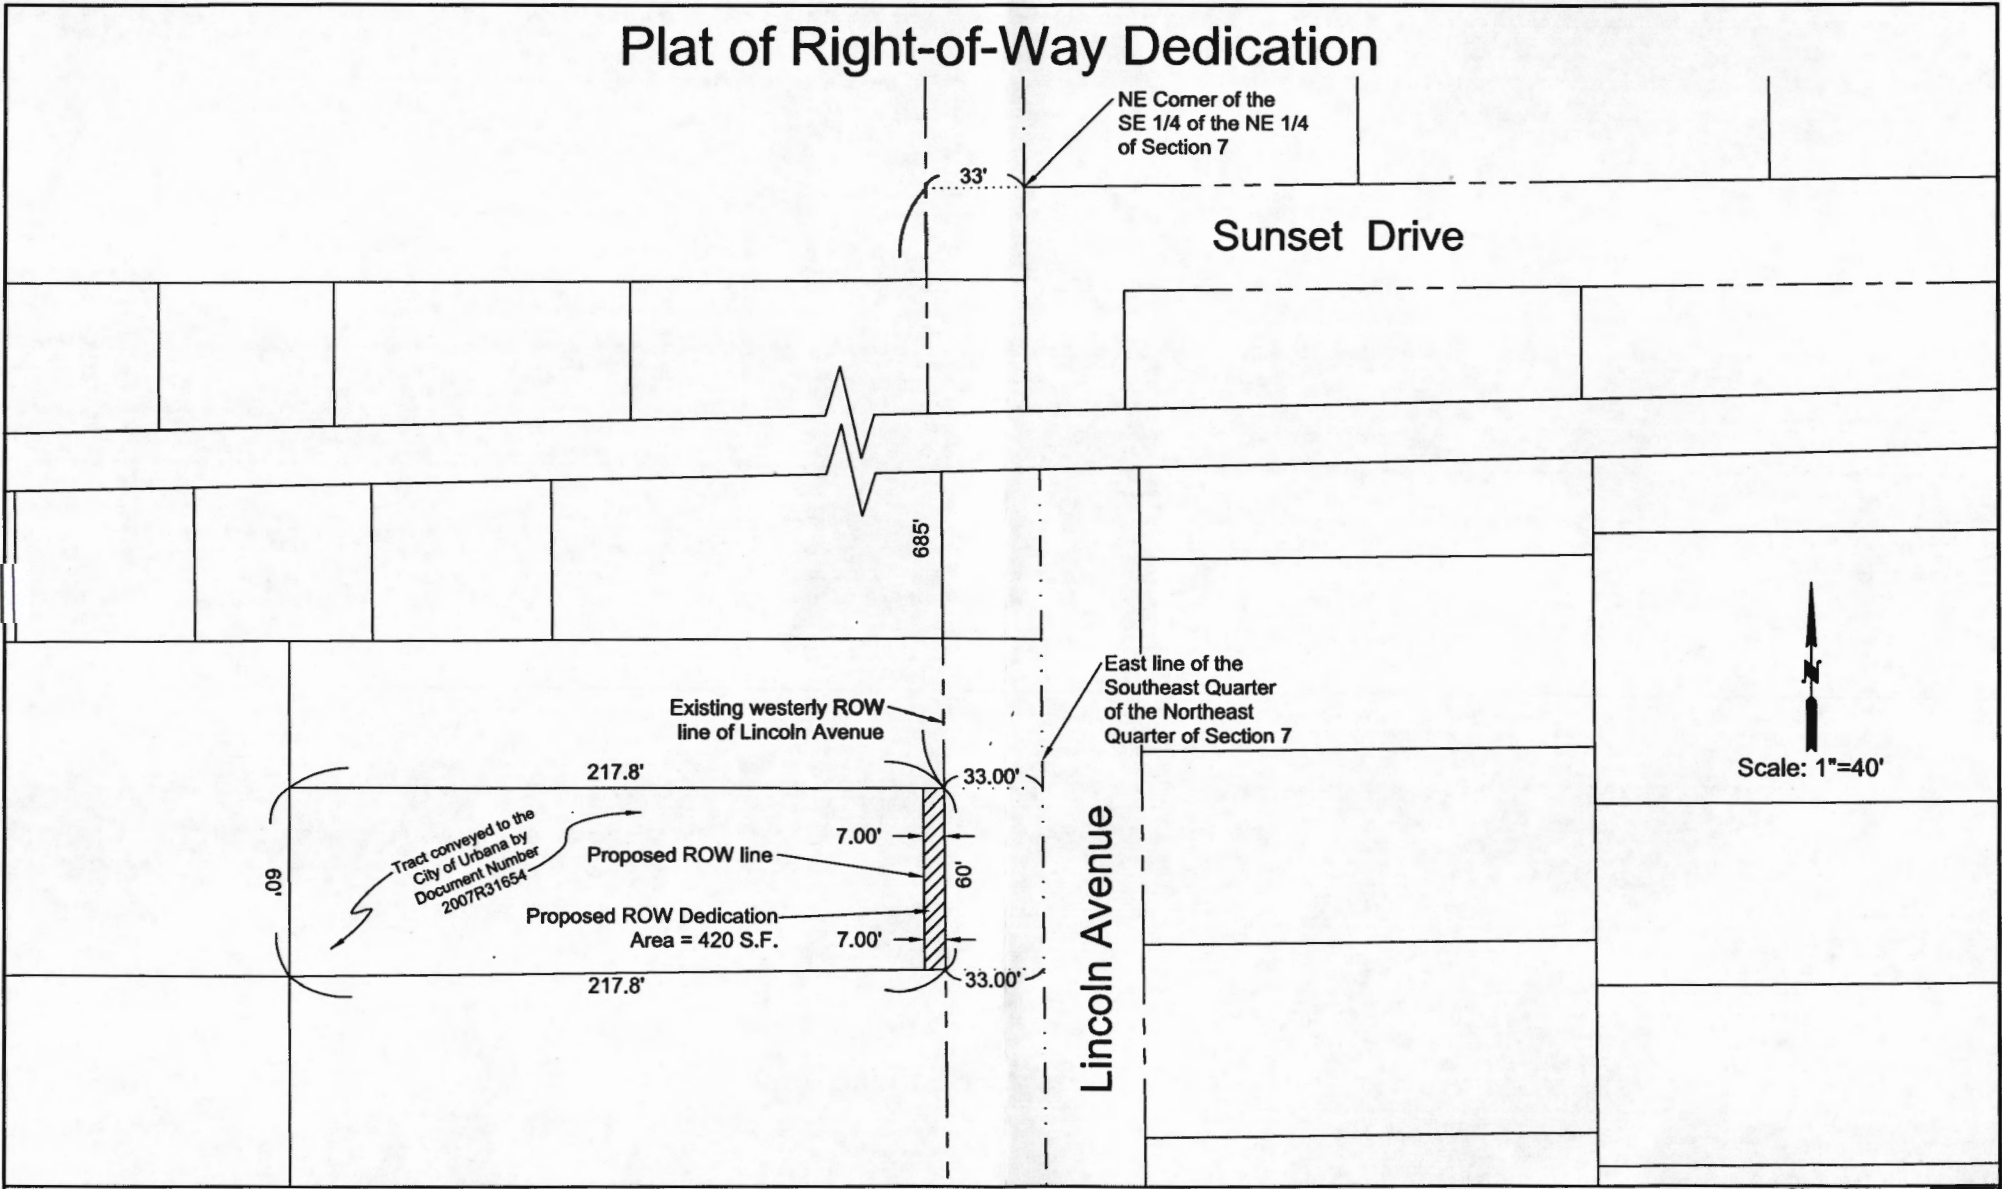 Plat of Right-of-Way Dedication
NE Corner of the
SE 1/4 of the NE 1/4
of Section 7
33'
Sunset Drive
685'
East line of the
Southeast Quarter
of the Northeast
Quarter of Section 7
Existing westerly ROW
line of Lincoln Avenue
N
Scale: 1"=40'
217.8'
33.00'
Tract conveyed to the
City of Urbana by
Document Number
2007R31654
7.00'
Proposed ROW line
60'
60'
Proposed ROW Dedication
Area = 420 S.F.
7.00'
217.8'
33.00'
Lincoln Avenue